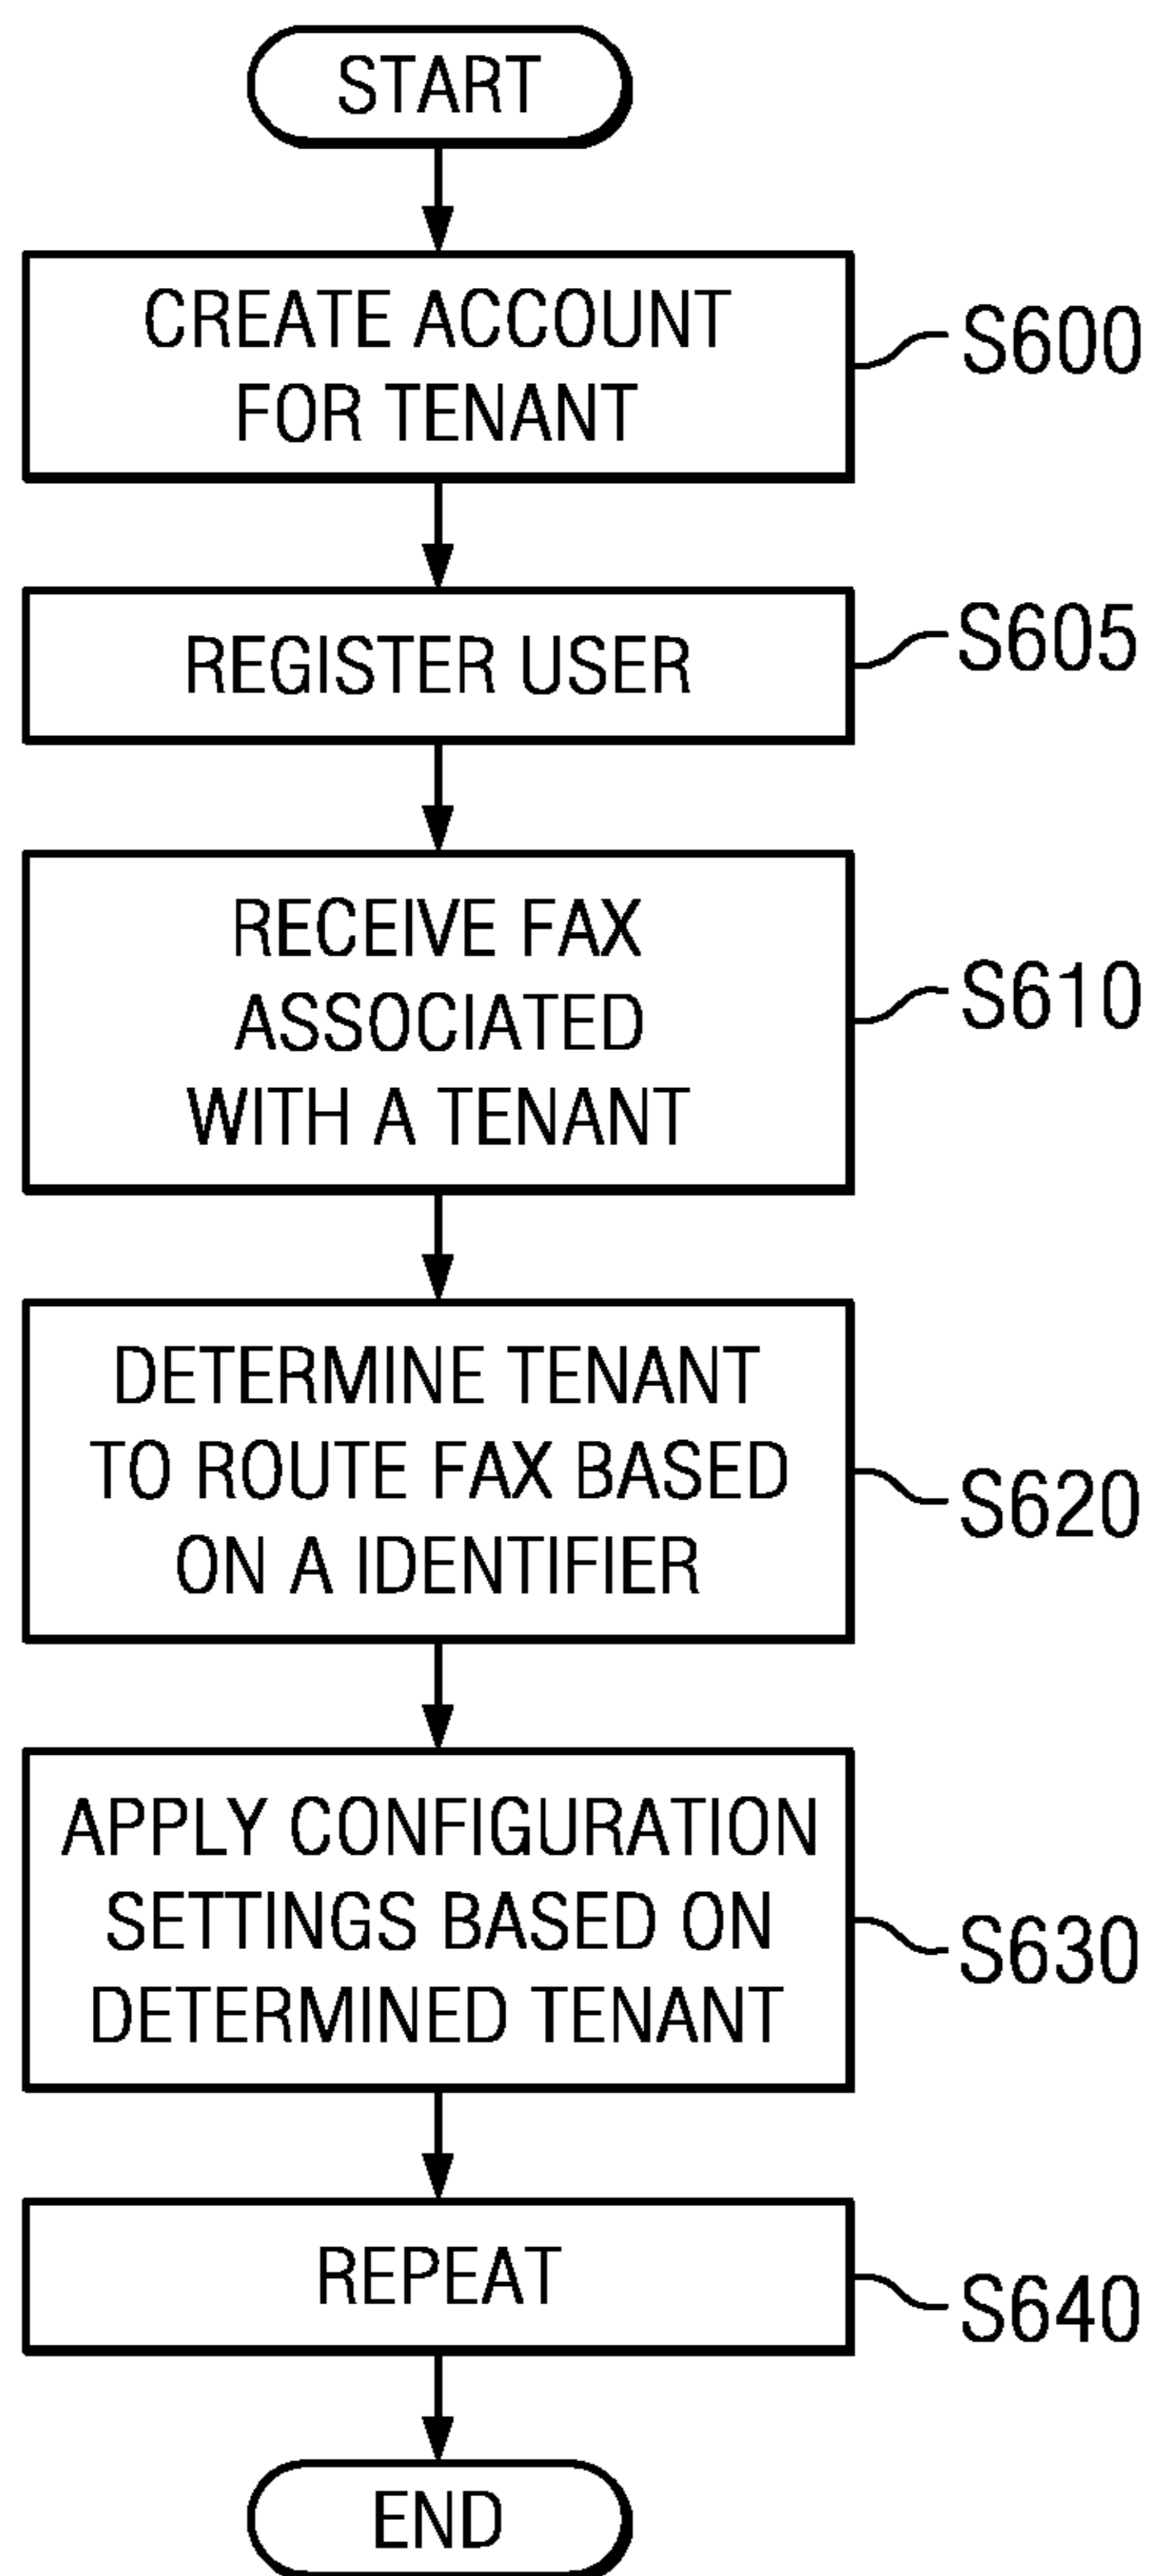 START
CREATE ACCOUNT
FOR TENANT
S600
REGISTER USER
S605
RECEIVE FAX
ASSOCIATED
WITH A TENANT
S610
DETERMINE TENANT
TO ROUTE FAX BASED
ON A IDENTIFIER
S620
APPLY CONFIGURATION
SETTINGS BASED ON
DETERMINED TENANT
S630
REPEAT
S640
END